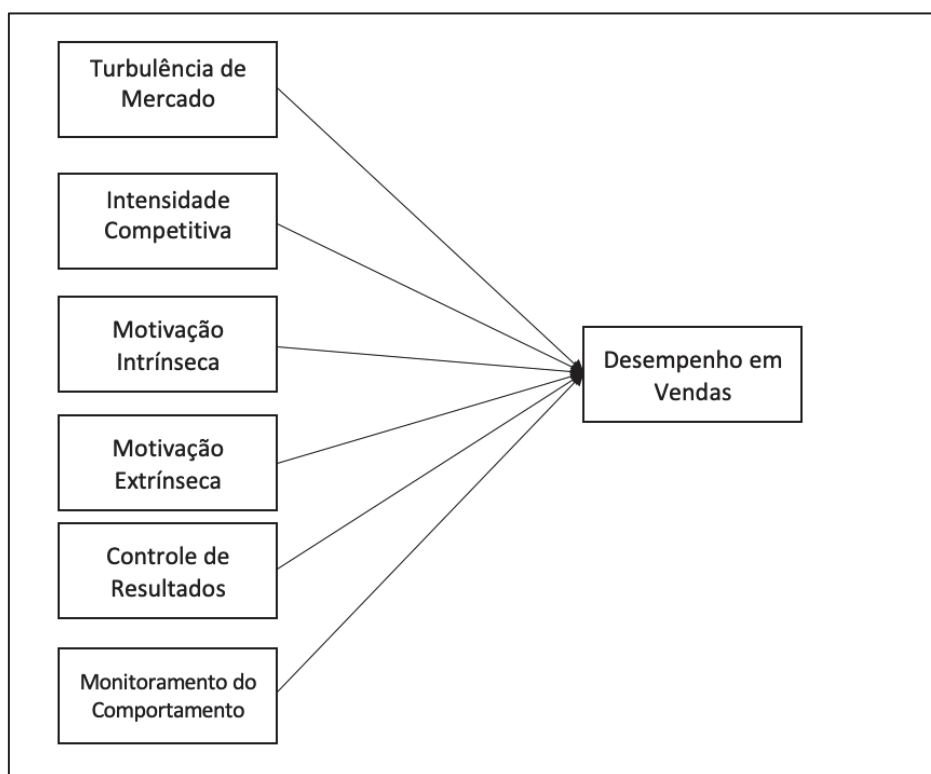 Turbulência de
Mercado
Intensidade
Competitiva
Motivação
Intrínseca
Motivação
Extrínseca
Controle de
Resultados
Monitoramento do
Comportamento
Desempenho em
Vendas